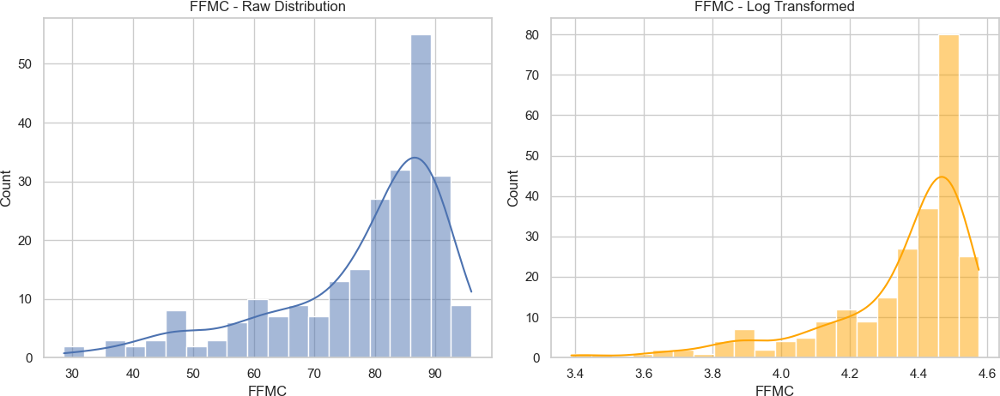 FFMC - Raw Distribution
50
40
30
20
10
0
Count
30 40 50 60 70 80 90
FFMC
FFMC - Log Transformed
80
70
60
50
40
30
20
10
0
Count
3.4 3.6 3.8 4.0 4.2 4.4 4.6
FFMC